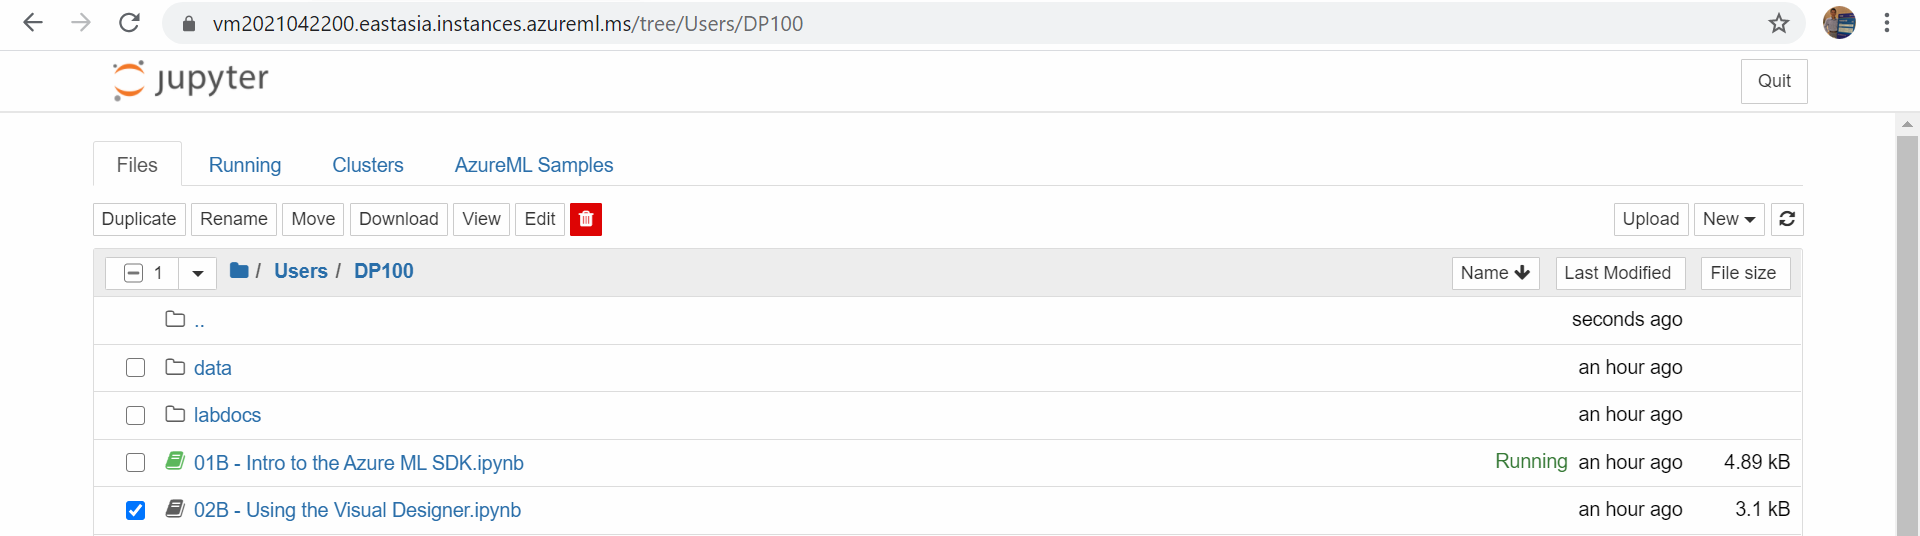 vm2021042200.eastasia.instances.azureml.ms/tree/Users/DP100
jupyter
Quit
Files Running Clusters AzureML Samples
Duplicate Rename Move Download View Edit Upload New
1 / Users / DP100 Name Last Modified File size
.. seconds ago
data an hour ago
labdocs an hour ago
01B - Intro to the Azure ML SDK.ipynb Running an hour ago 4.89 kB
02B - Using the Visual Designer.ipynb an hour ago 3.1 kB